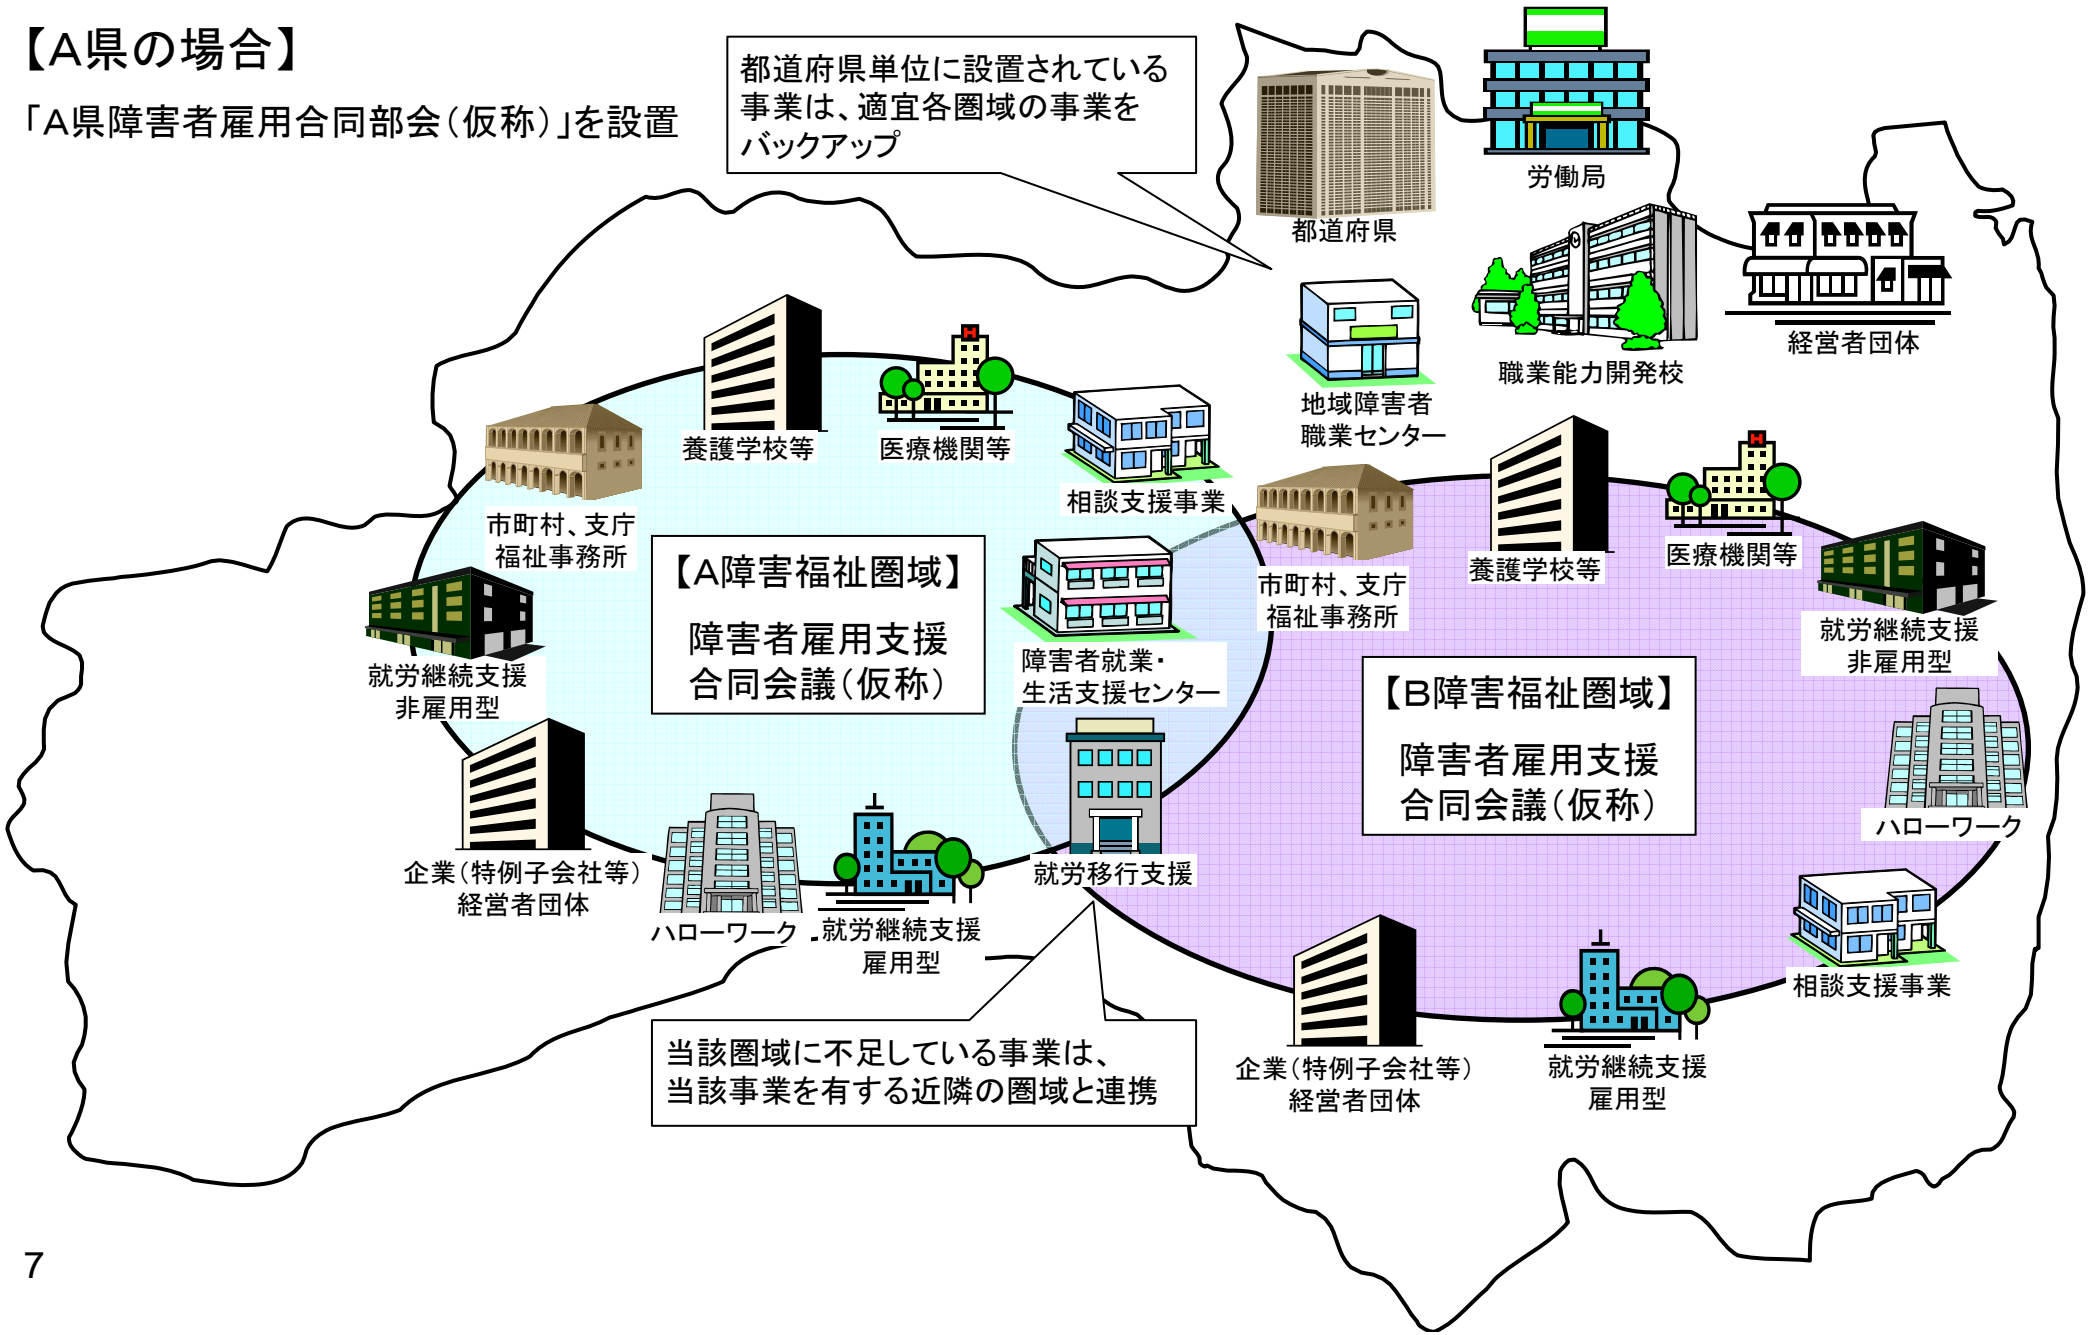 【A県の場合】
「A県障害者雇用合同部会（仮称）」を設置
都道府県単位に設置されている
事業は、適宜各圏域の事業を
バックアップ
都道府県
労働局
地域障害者
職業センター
職業能力開発校
経営者団体
養護学校等
医療機関等
相談支援事業
市町村、支庁
福祉事務所
【A障害福祉圏域】
障害者雇用支援
合同会議（仮称）
就労継続支援
非雇用型
企業（特例子会社等）
経営者団体
ハローワーク
就労継続支援
雇用型
障害者就業・
生活支援センター
就労移行支援
市町村、支庁
福祉事務所
養護学校等
医療機関等
就労継続支援
非雇用型
【B障害福祉圏域】
障害者雇用支援
合同会議（仮称）
ハローワーク
相談支援事業
就労継続支援
雇用型
企業（特例子会社等）
経営者団体
当該圏域に不足している事業は、
当該事業を有する近隣の圏域と連携
7